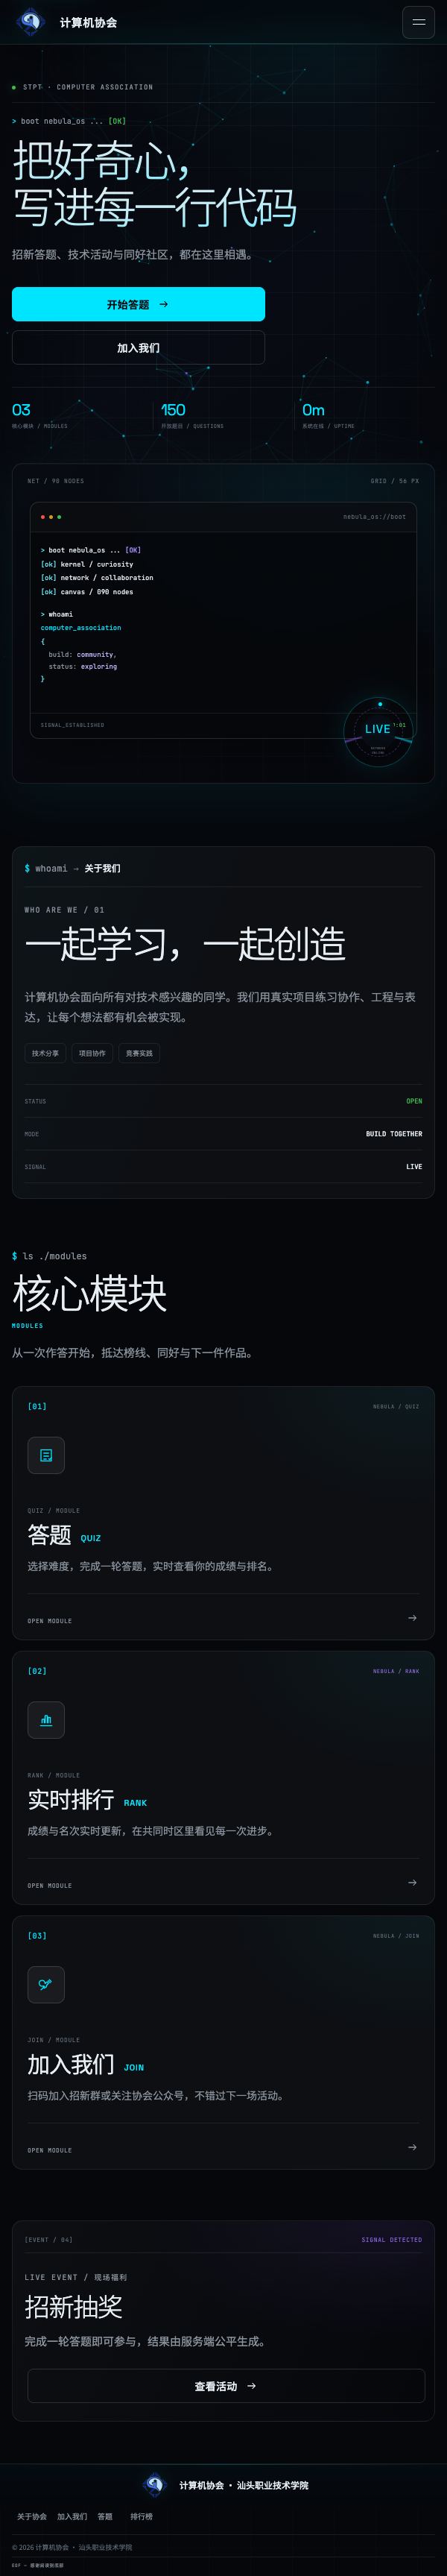 计算机协会
STPT · COMPUTER ASSOCIATION
> boot nebula_os ... [OK]
把好奇心，
写进每一行代码
招新答题、技术活动与同好社区，都在这里相遇。
开始答题 →
加入我们
03 150 0m
核心模块 / MODULES 开放题目 / QUESTIONS 系统在线 / UPTIME
NET / 90 NODES GRID / 56 PX
nebula_os://boot
> boot nebula_os ... [OK]
[ok] kernel / curiosity
[ok] network / collaboration
[ok] canvas / 090 nodes
> whoami
computer_association
{
build: community,
status: exploring
}
SIGNAL_ESTABLISHED
LIVE
$ whoami → 关于我们
WHO ARE WE / 01
一起学习，一起创造
计算机协会面向所有对技术感兴趣的同学。我们用真实项目练习协作、工程与表
达，让每个想法都有机会被实现。
技术分享 项目协作 竞赛实践
STATUS OPEN
MODE BUILD TOGETHER
SIGNAL LIVE
$ ls ./modules
核心模块
MODULES
从一次作答开始，抵达榜线、同好与下一件作品。
[01] NEBULA / QUIZ
QUIZ / MODULE
答题 QUIZ
选择难度，完成一轮答题，实时查看你的成绩与排名。
OPEN MODULE →
[02] NEBULA / RANK
RANK / MODULE
实时排行 RANK
成绩与名次实时更新，在共同时区里看见每一次进步。
OPEN MODULE →
[03] NEBULA / JOIN
JOIN / MODULE
加入我们 JOIN
扫码加入招新群或关注协会公众号，不错过下一场活动。
OPEN MODULE →
[EVENT / 04] SIGNAL DETECTED
LIVE EVENT / 现场福利
招新抽奖
完成一轮答题即可参与，结果由服务端公平生成。
查看活动 →
计算机协会 · 汕头职业技术学院
关于协会 加入我们 答题 排行榜
© 2026 计算机协会 · 汕头职业技术学院
EOF — 感谢阅读到底部